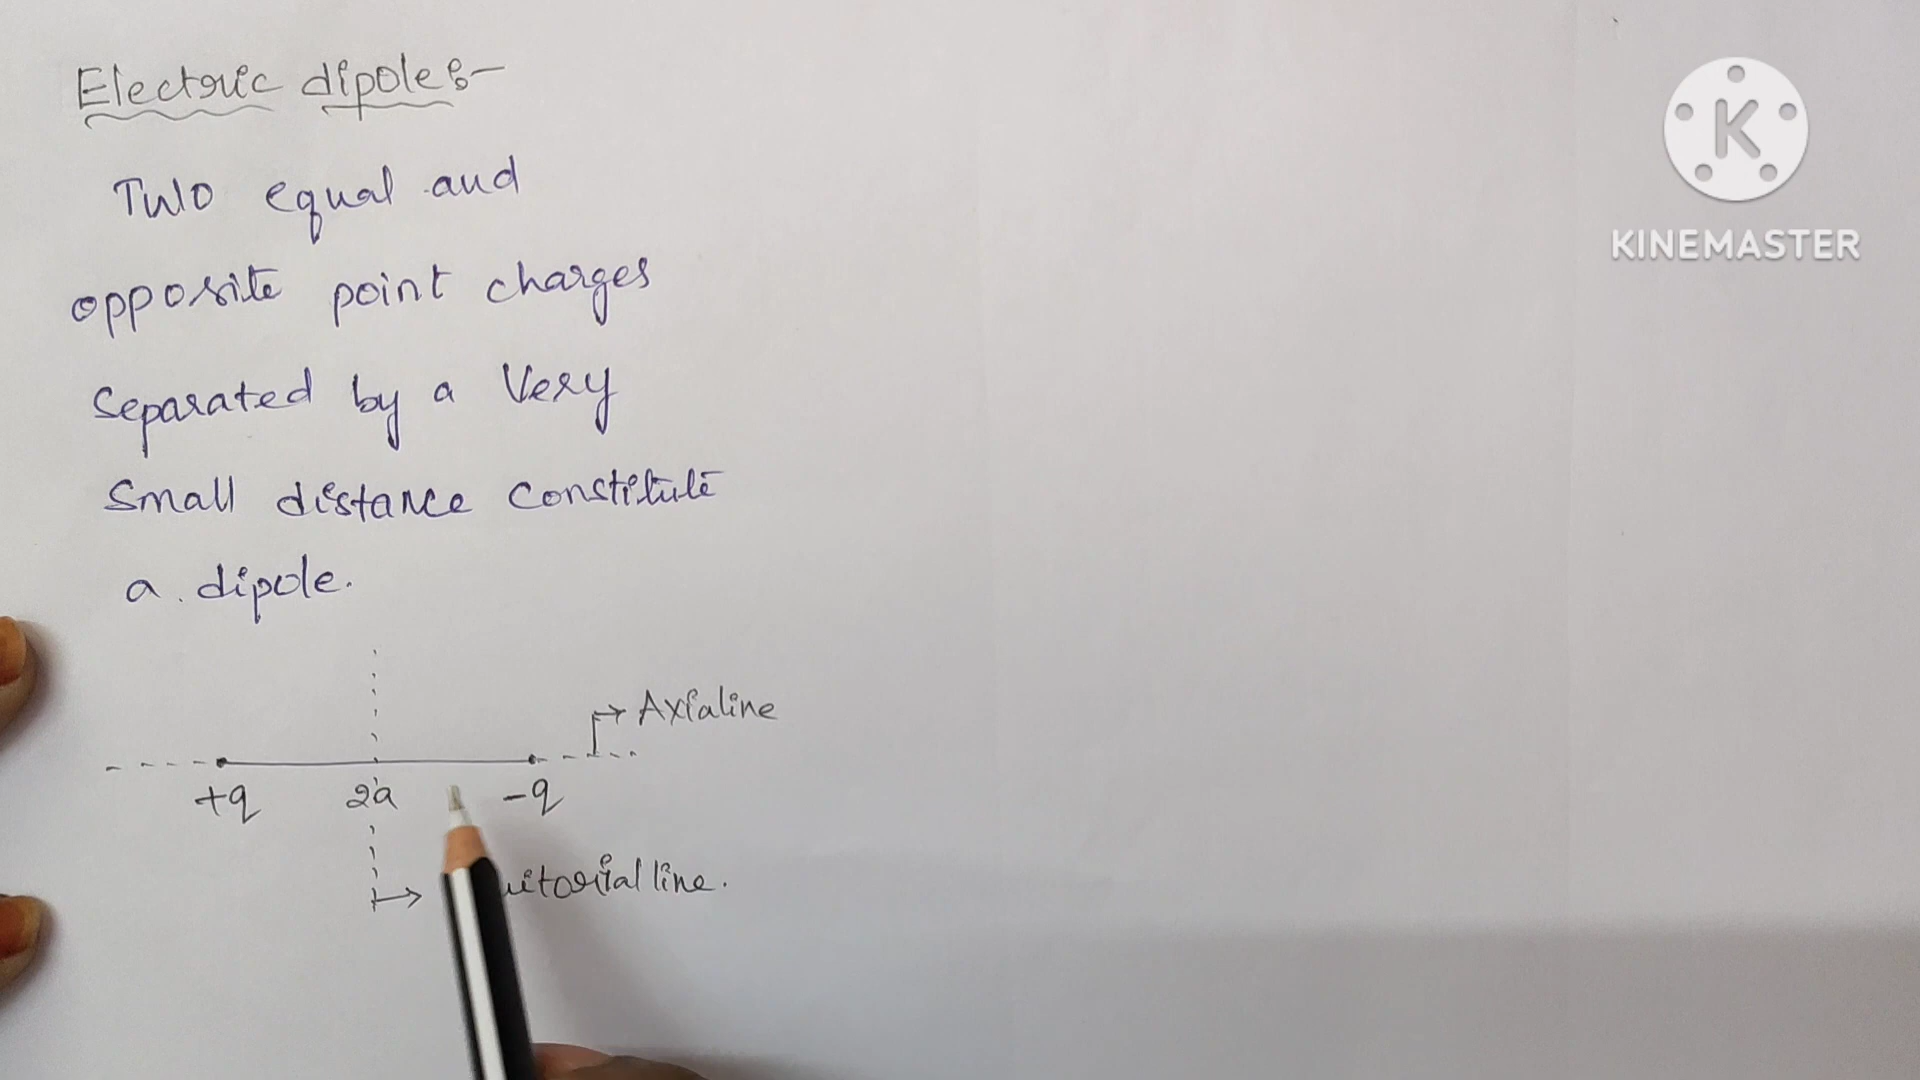 Electric dipole:-
Two equal and
opposite point charges
Separated by a Very
Small distance constitute
a dipole.
Axialine
+q 2a -q
uitorial line.
K
KINEMASTER